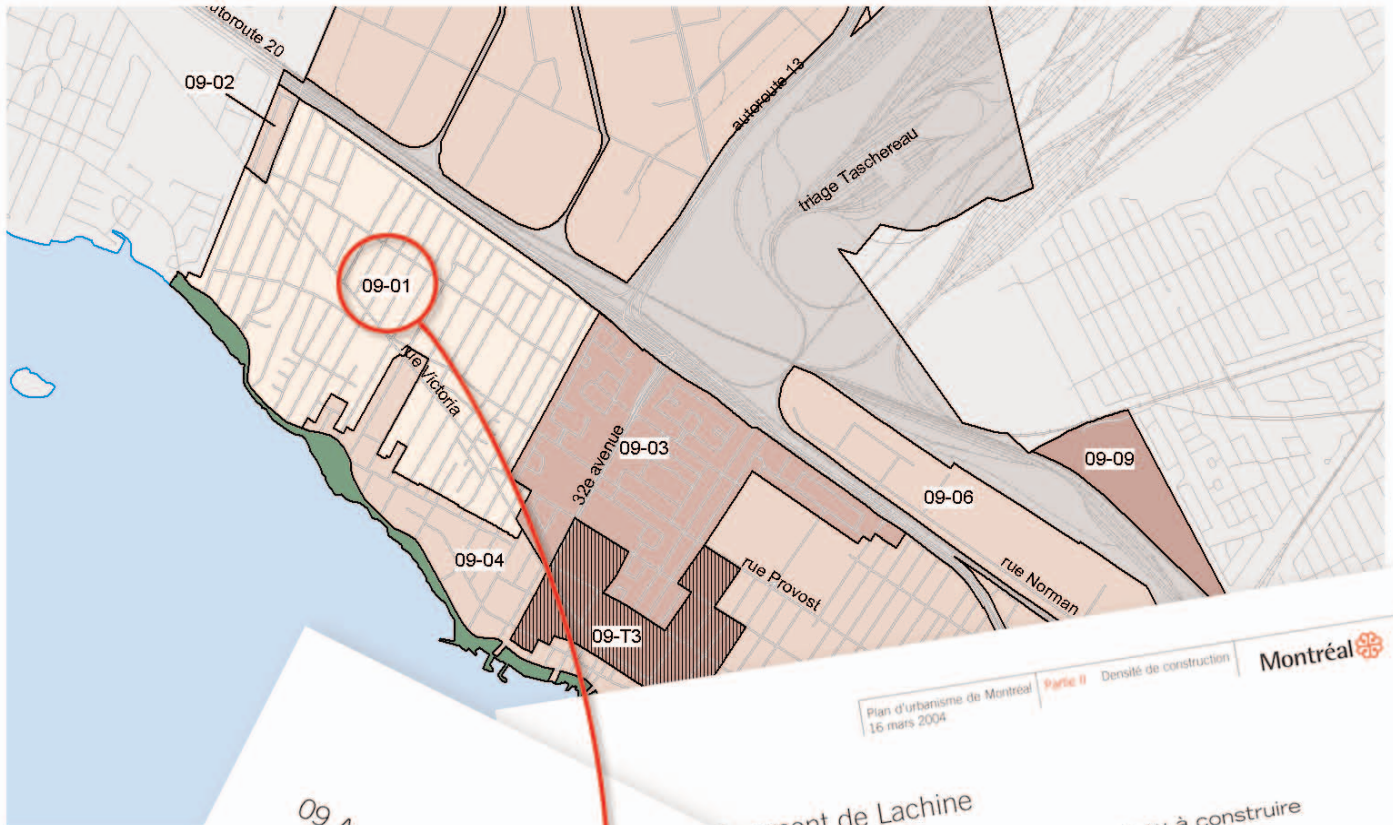 autoroute 20
09-02
autoroute 13
triage Taschereau
09-01
rue Victoria
32e avenue
09-03
09-09
09-06
09-04
rue Provost
rue Norman
09-T3
Plan d'urbanisme de Montréal
16 mars 2004
Partie II
Densité de construction
Montréal
09
de Lachine
à construire